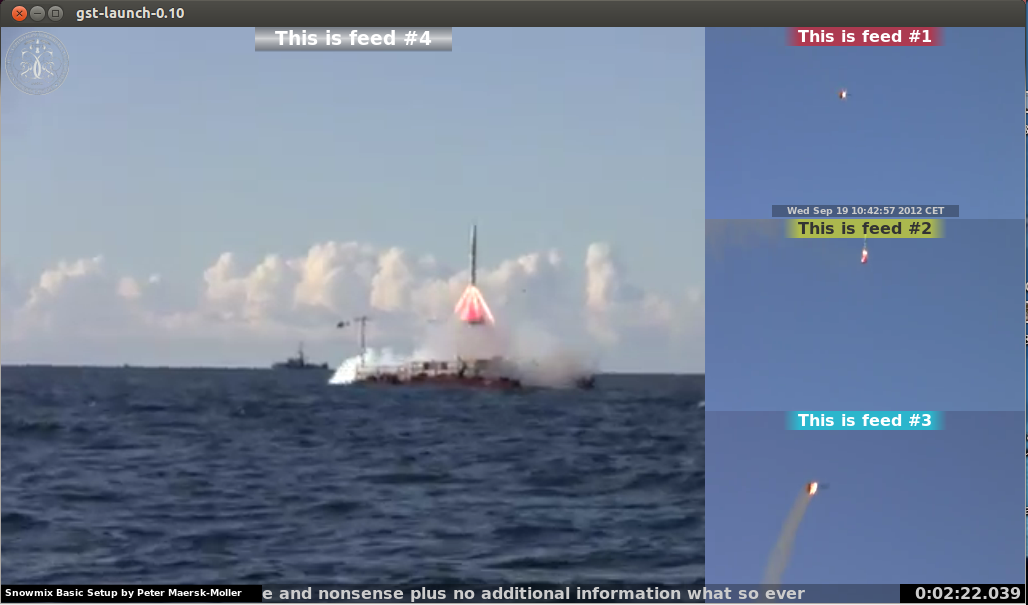 gst-launch-0.10
This is feed #4
This is feed #1
Wed Sep 19 10:42:57 2012 CET
This is feed #2
This is feed #3
Snowmix Basic Setup by Peter Maersk-Moller
e and nonsense plus no additional information what so ever
0:02:22.039